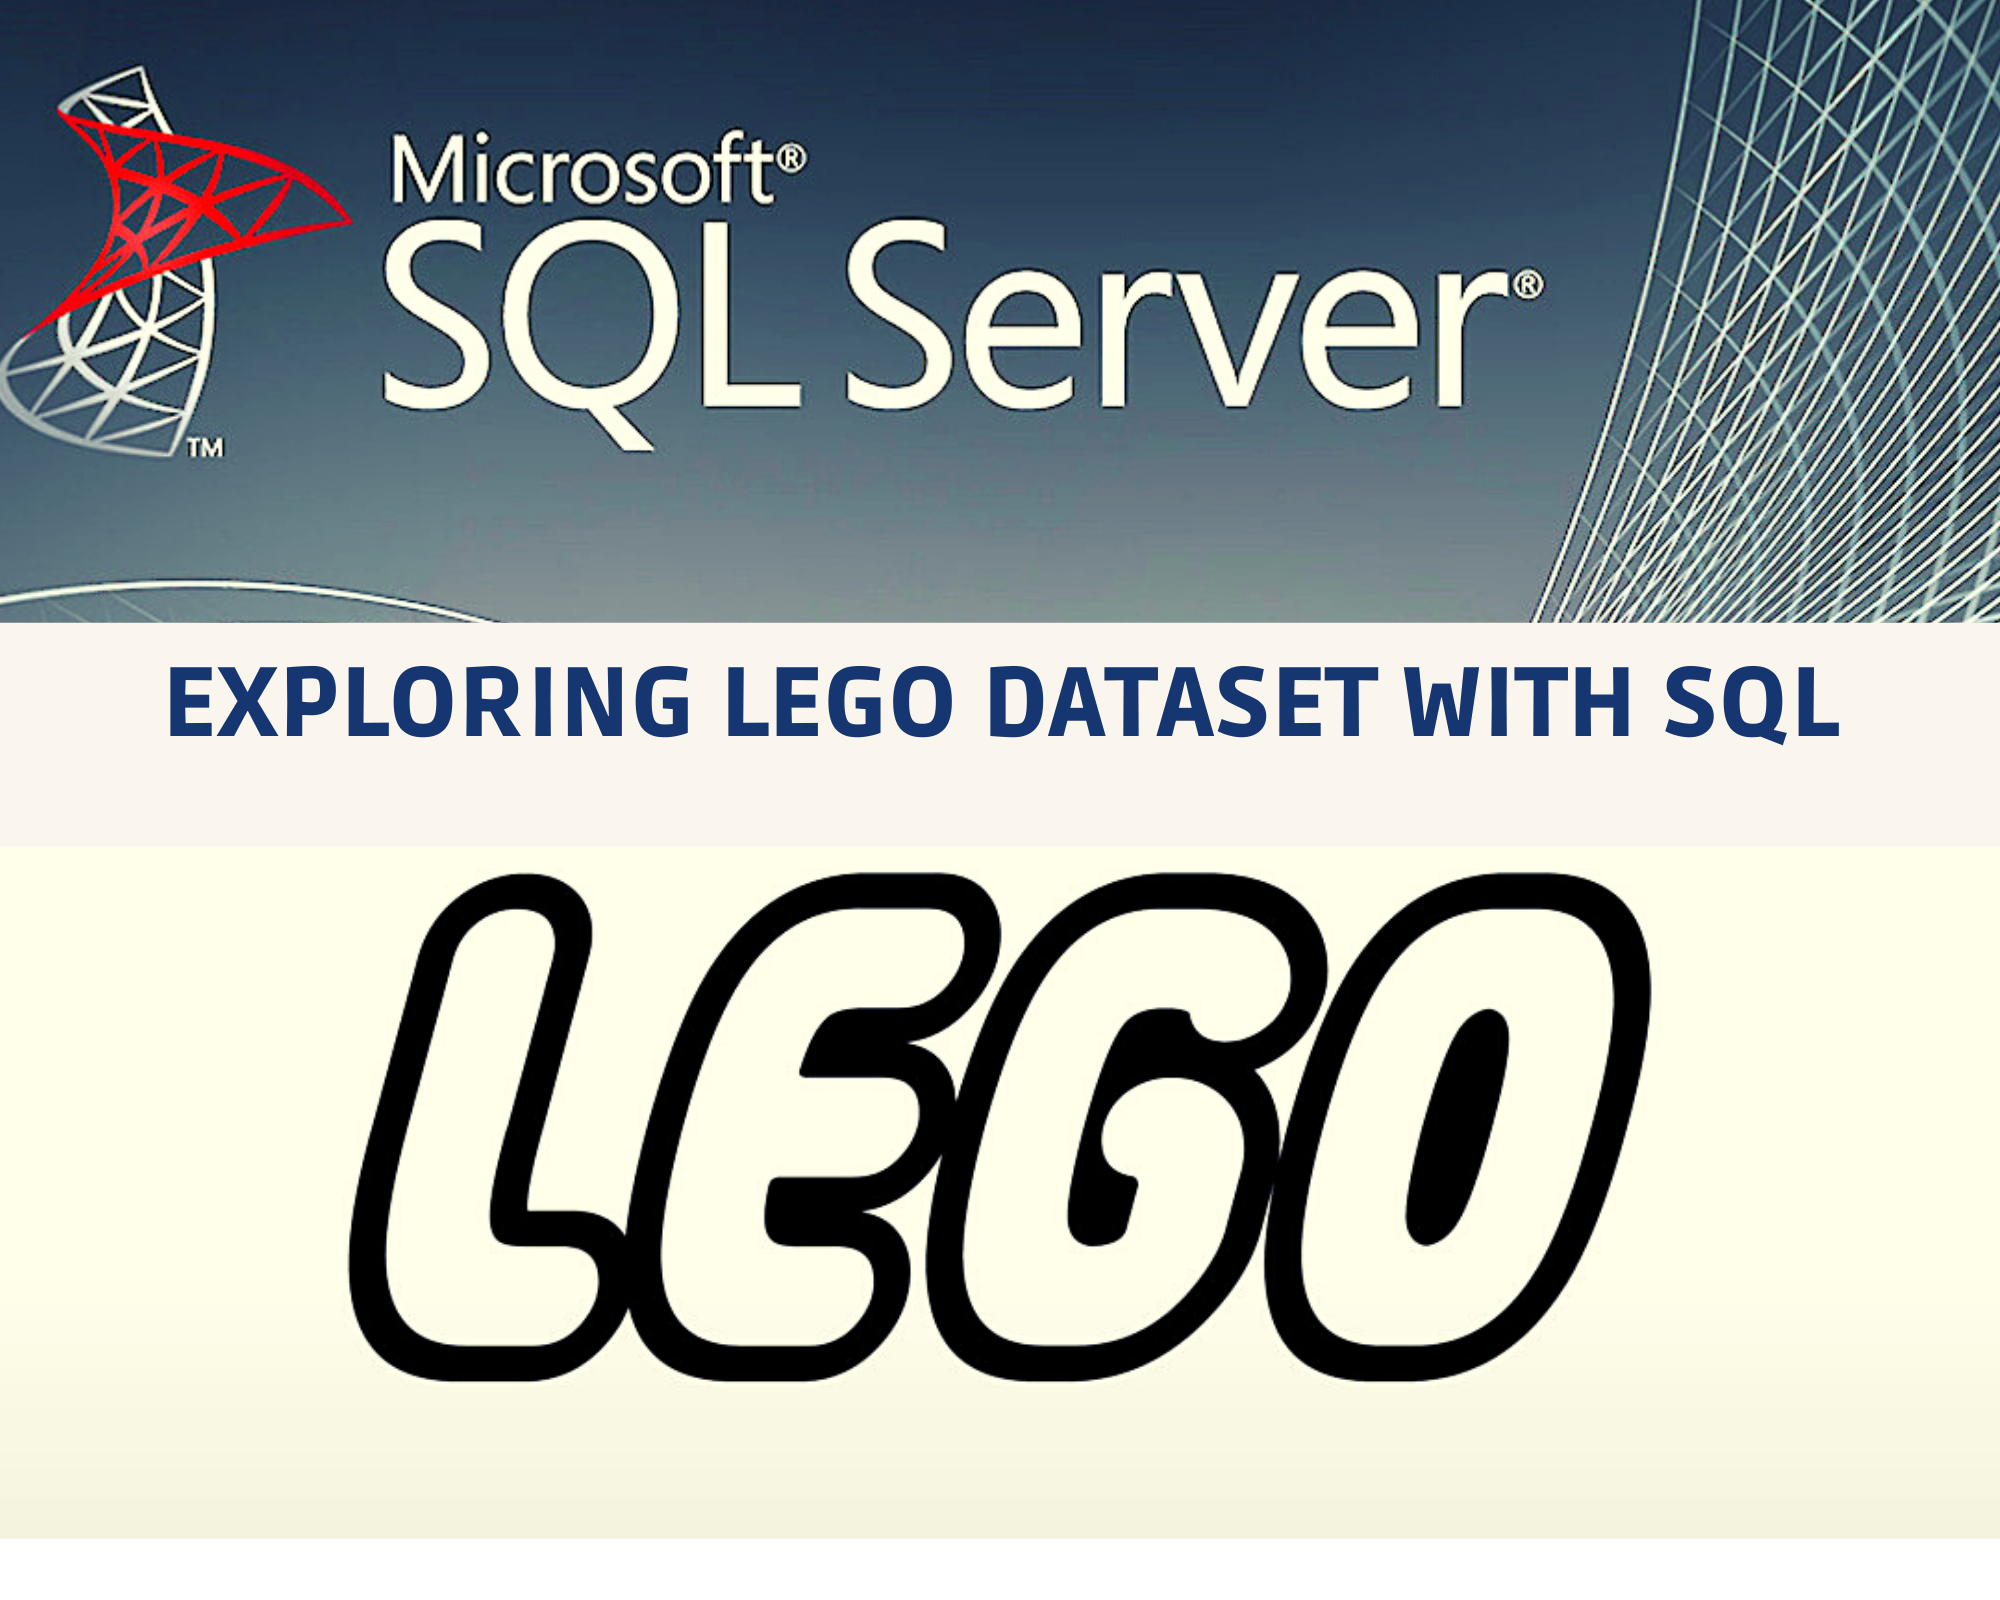 Microsoft®
SQL Server®
TM
EXPLORING LEGO DATASET WITH SQL
LEGO